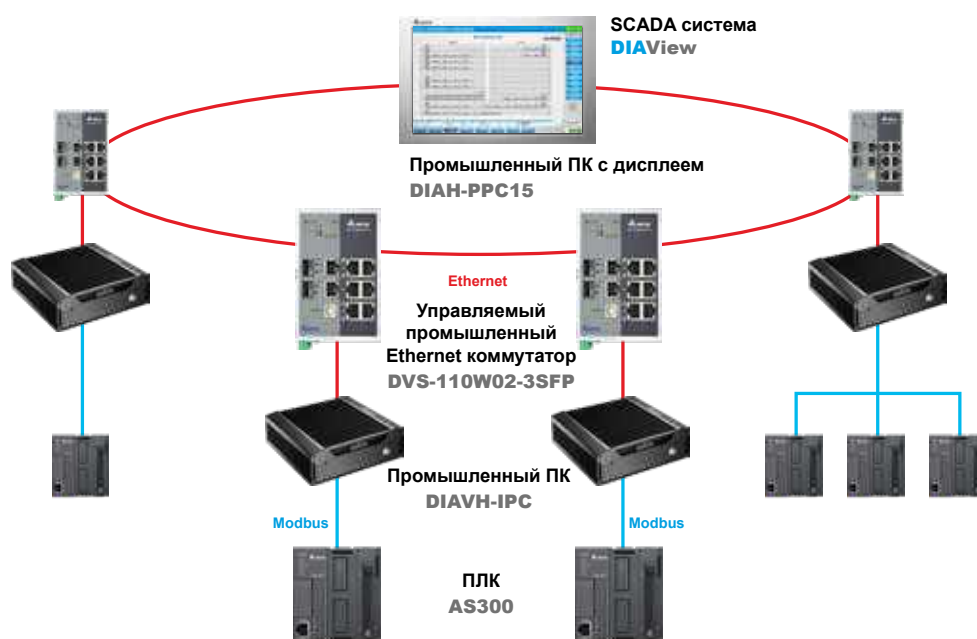 SCADA система
DIAView
Промышленный ПК с дисплеем
DIAH-PPC15
Ethernet
Управляемый
промышленный
Ethernet коммутатор
DVS-110W02-3SFP
Промышленный ПК
DIAVH-IPC
Modbus
Modbus
ПЛК
AS300